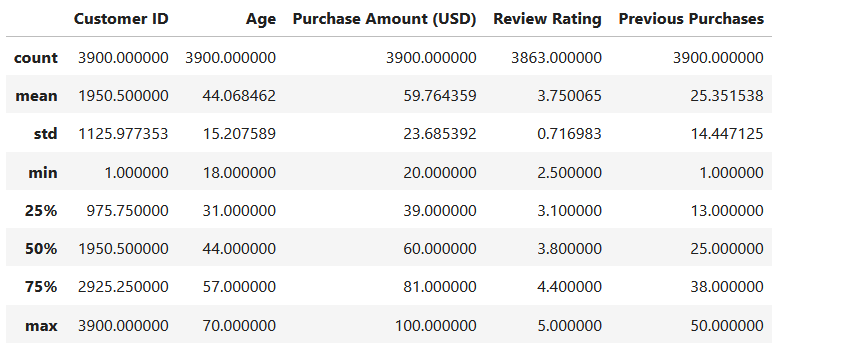 Customer ID Age Purchase Amount (USD) Review Rating Previous Purchases
count 3900.000000 3900.000000 3900.000000 3863.000000 3900.000000
mean 1950.500000 44.068462 59.764359 3.750065 25.351538
std 1125.977353 15.207589 23.685392 0.716983 14.447125
min 1.000000 18.000000 20.000000 2.500000 1.000000
25% 975.750000 31.000000 39.000000 3.100000 13.000000
50% 1950.500000 44.000000 60.000000 3.800000 25.000000
75% 2925.250000 57.000000 81.000000 4.400000 38.000000
max 3900.000000 70.000000 100.000000 5.000000 50.000000